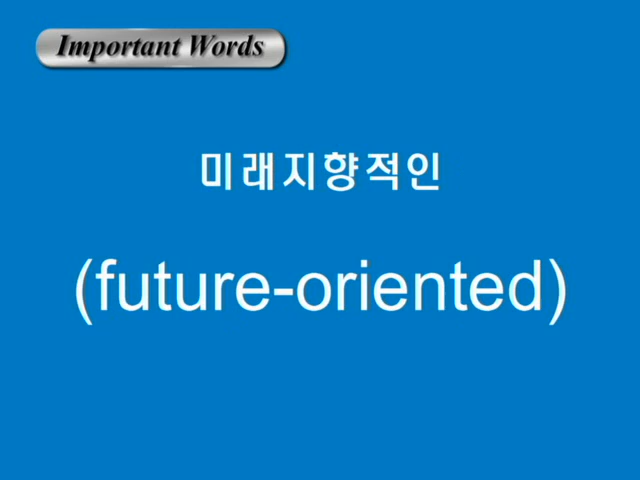 Important Words
미래지향적인
(future-oriented)